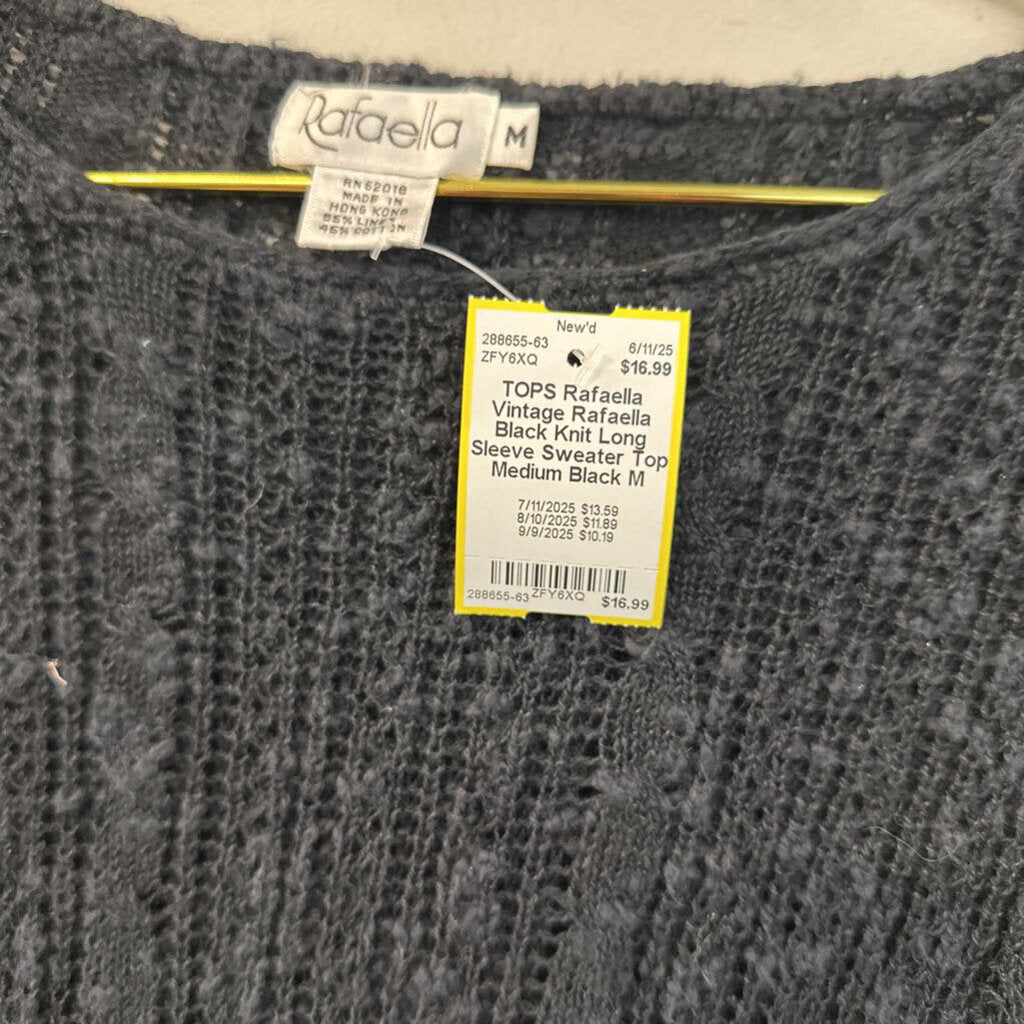 Rafaella
M
RN 62018
MADE IN
HONG KONG
55% LINEN
45% COTTON
New'd
288655-63 6/11/25
ZFY6XQ $16.99
TOPS Rafaella
Vintage Rafaella
Black Knit Long
Sleeve Sweater Top
Medium Black M
7/11/2025 $13.59
8/10/2025 $11.89
9/9/2025 $10.19
288655-63 ZFY6XQ $16.99